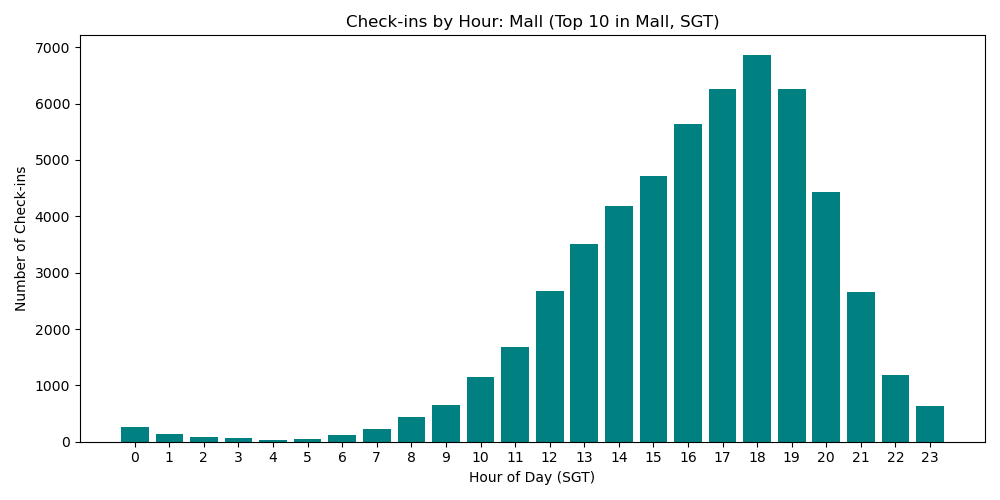 Check-ins by Hour: Mall (Top 10 in Mall, SGT)
Number of Check-ins
7000
6000
5000
4000
3000
2000
1000
0
0 1 2 3 4 5 6 7 8 9 10 11 12 13 14 15 16 17 18 19 20 21 22 23
Hour of Day (SGT)